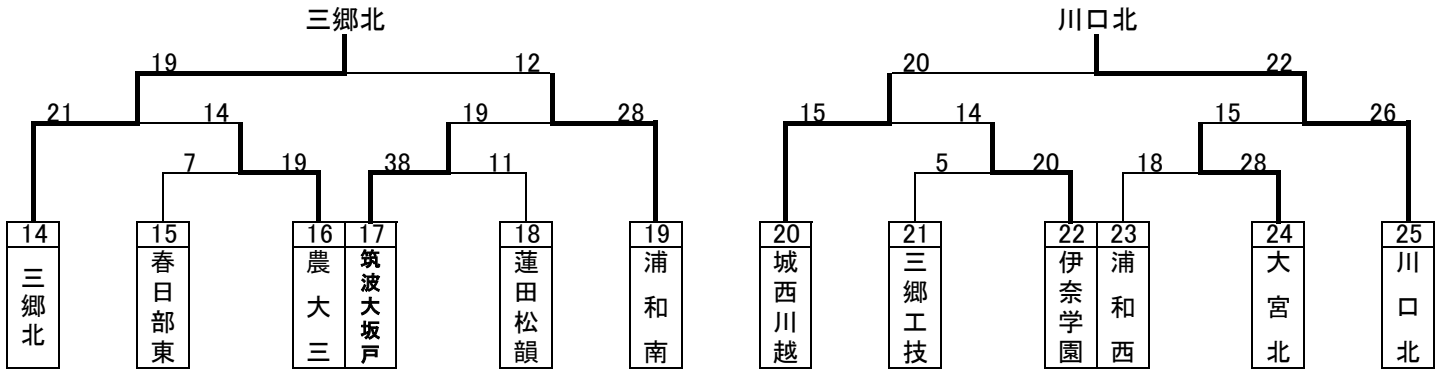 三郷北 川口北
19 12 20 22
21 14 19 28 15 14 15 26
7 19 38 11 5 20 18 28
14 15 16 17 18 19 20 21 22 23 24 25
三郷北
春日部東
農大三
筑波大坂戸
蓮田松韻
浦和南
城西川越
三郷工技
伊奈学園
浦和西
大宮北
川口北